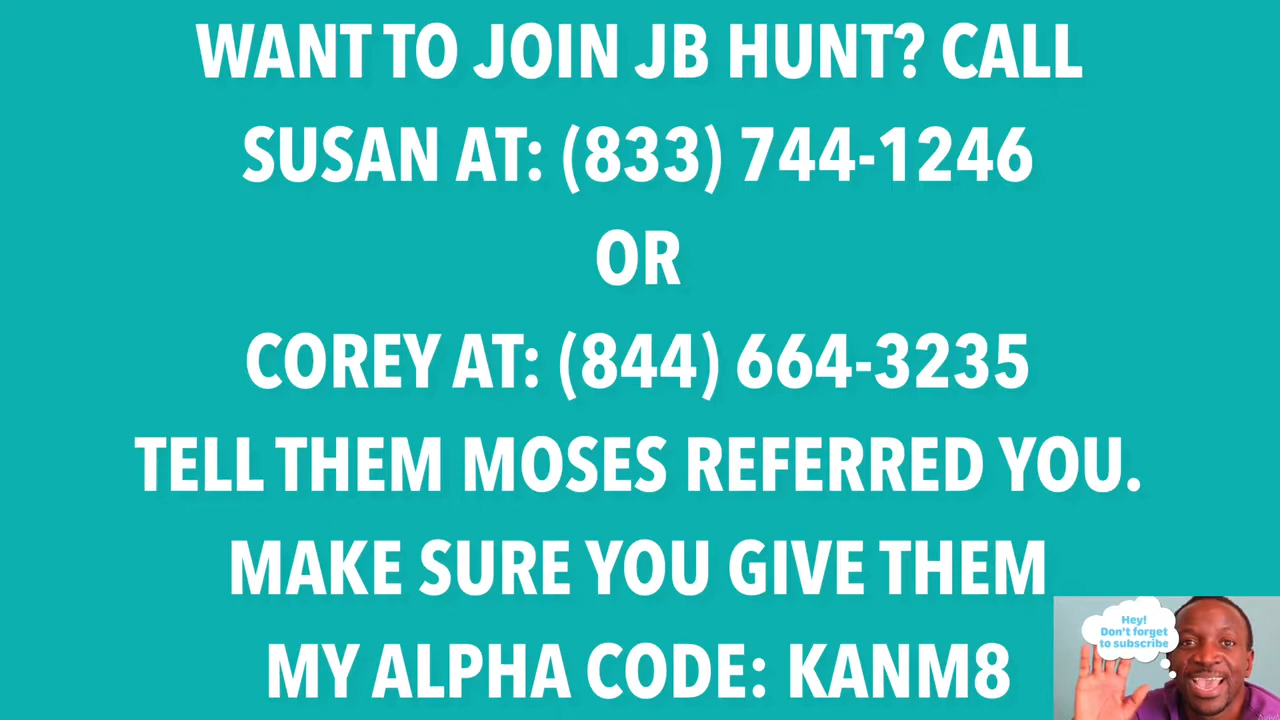 WANT TO JOIN JB HUNT? CALL
SUSAN AT: (833) 744-1246
OR
COREY AT: (844) 664-3235
TELL THEM MOSES REFERRED YOU.
MAKE SURE YOU GIVE THEM
MY ALPHA CODE: KANM8
Hey!
Don't forget
to subscribe